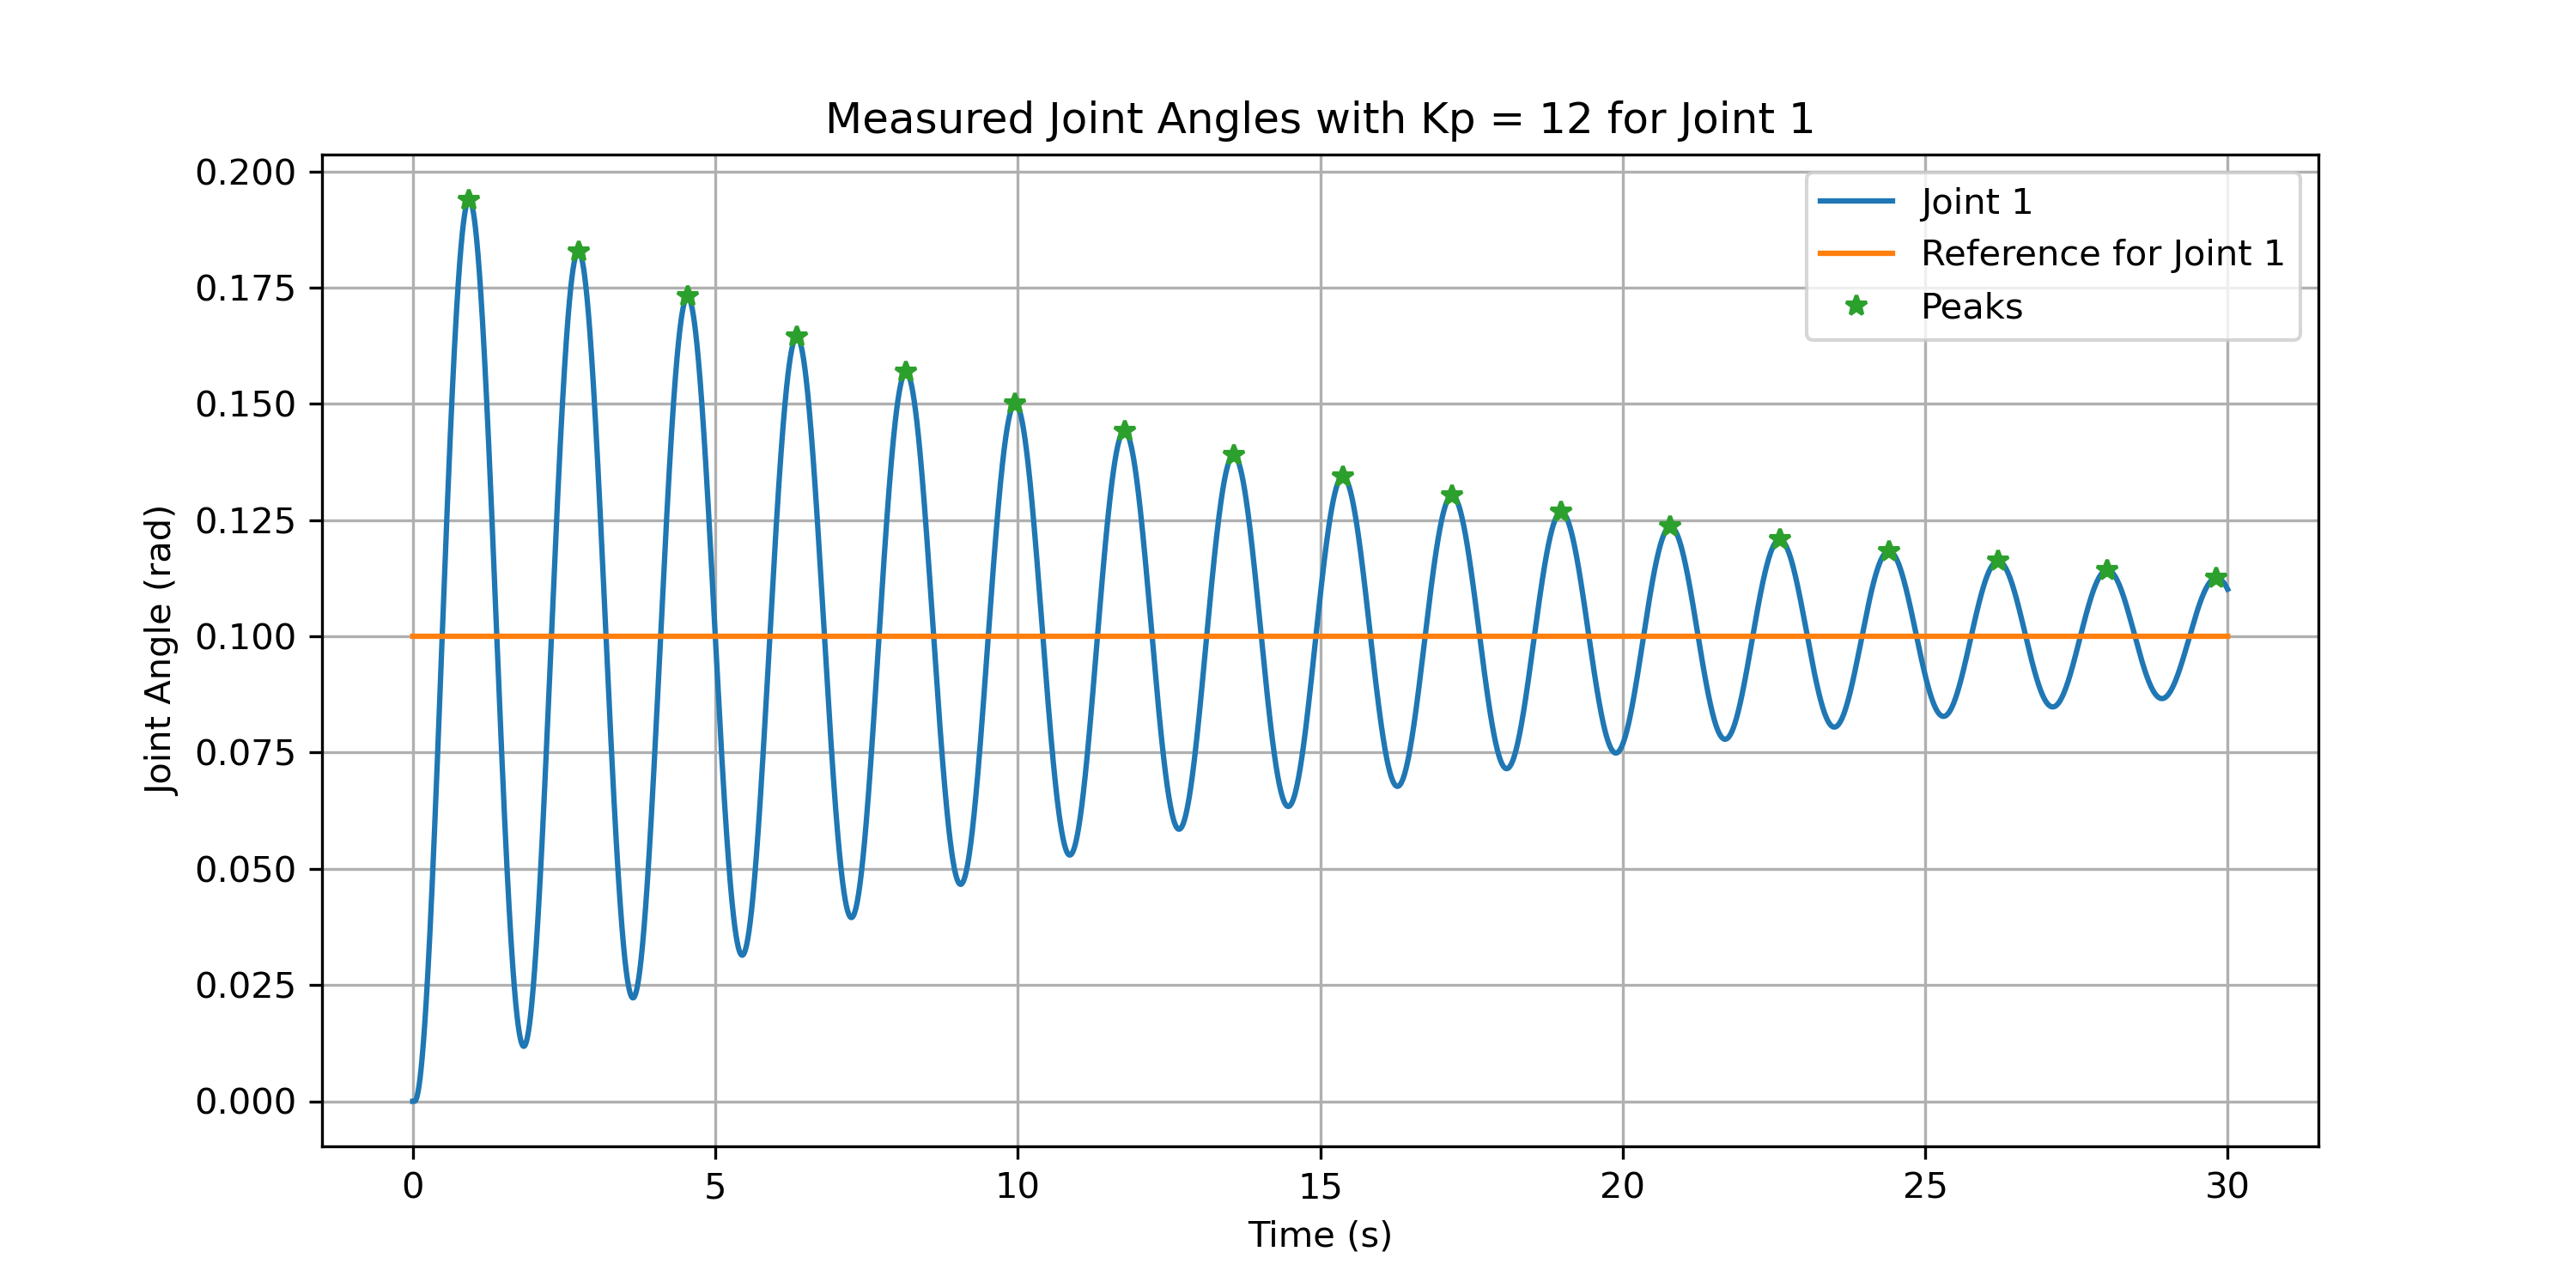 Measured Joint Angles with Kp = 12 for Joint 1
Joint 1
Reference for Joint 1
Peaks
0.200
0.175
0.150
0.125
0.100
0.075
0.050
0.025
0.000
Joint Angle (rad)
0 5 10 15 20 25 30
Time (s)